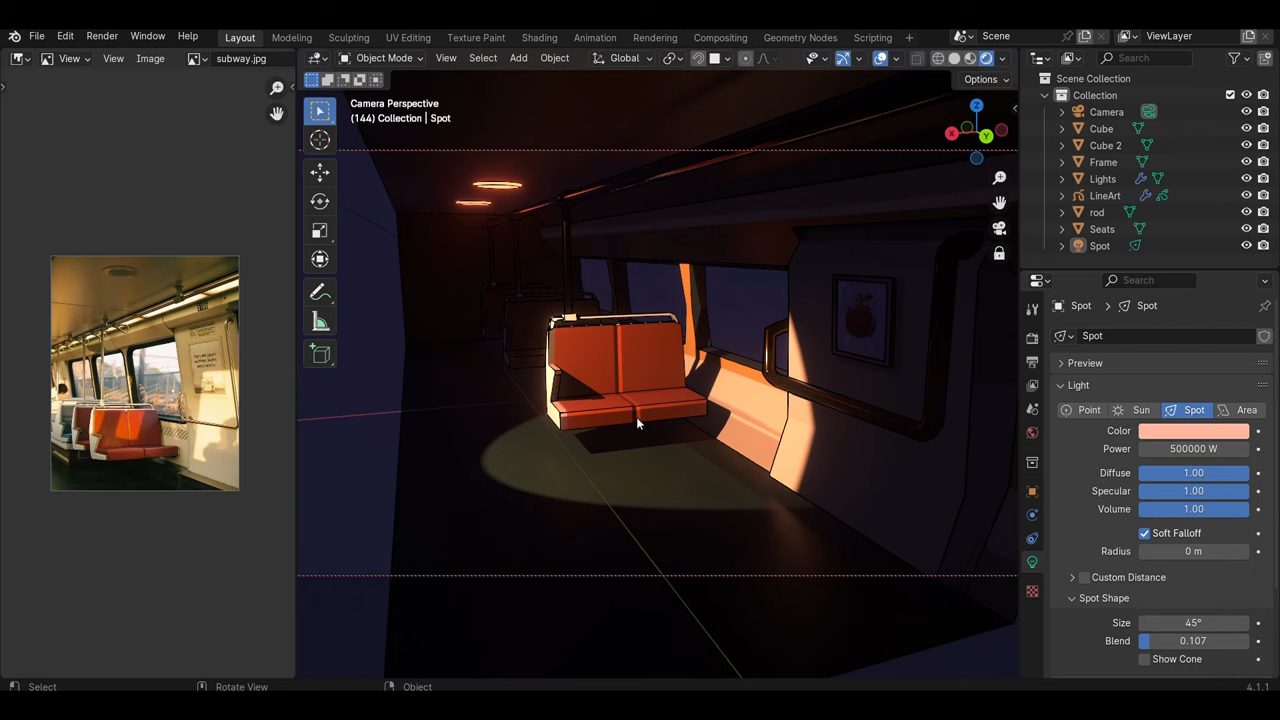 File Edit Render Window Help
Layout Modeling Sculpting UV Editing Texture Paint Shading Animation Rendering Compositing Geometry Nodes Scripting +
Scene
ViewLayer
View View Image subway.jpg
Object Mode View Select Add Object Global
Search
Options
Camera Perspective
(144) Collection | Spot
Z
X
Y
Scene Collection
Collection
Camera
Cube
Cube 2
Frame
Lights
LineArt
rod
Seats
Spot
Search
Spot Spot
Spot
Preview
Light
Point Sun Spot Area
Color
Power 500000 W
Diffuse 1.00
Specular 1.00
Volume 1.00
Soft Falloff
Radius 0 m
Custom Distance
Spot Shape
Size 45°
Blend 0.107
Show Cone
Select Rotate View Object 4.1.1